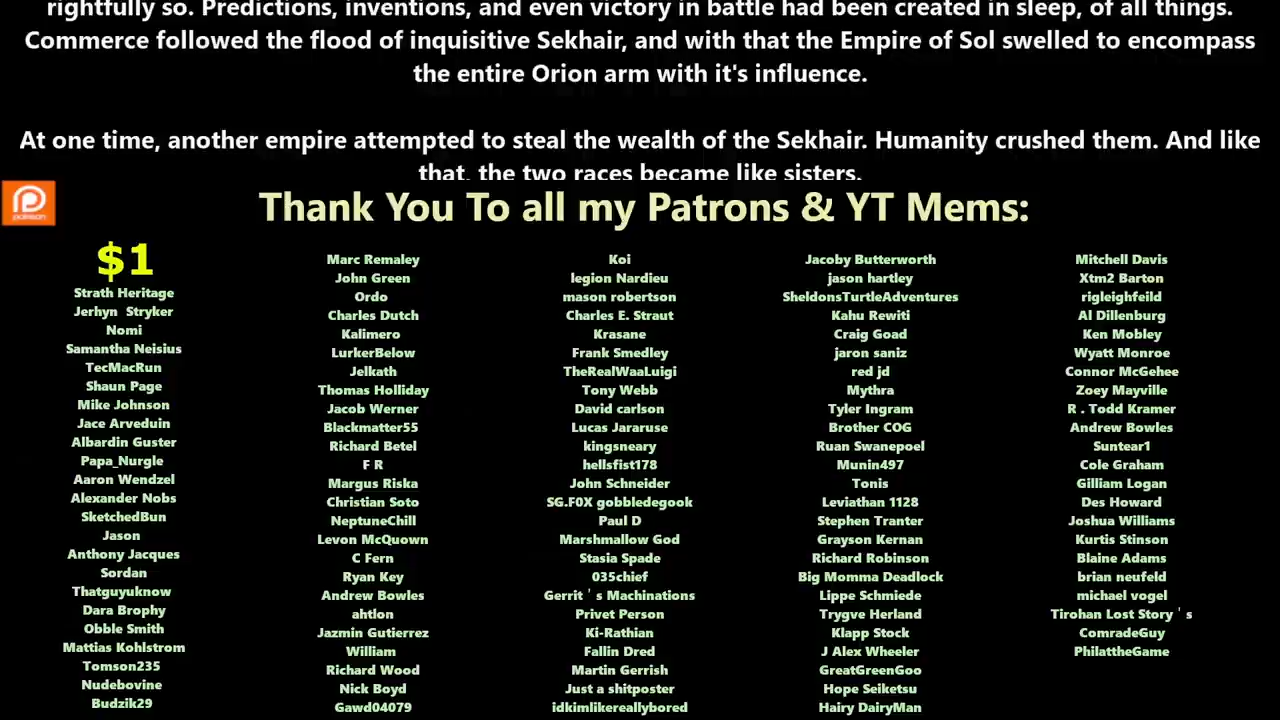 rightfully so. Predictions, inventions, and even victory in battle had been created in sleep, of all things.
Commerce followed the flood of inquisitive Sekhair, and with that the Empire of Sol swelled to encompass
the entire Orion arm with it's influence.
At one time, another empire attempted to steal the wealth of the Sekhair. Humanity crushed them. And like
that, the two races became like sisters.
patreon
Thank You To all my Patrons & YT Mems:
$1
Strath Heritage
Jerhyn Stryker
Nomi
Samantha Neisius
TecMacRun
Shaun Page
Mike Johnson
Jace Arveduin
Albardin Guster
Papa_Nurgle
Aaron Wendzel
Alexander Nobs
SketchedBun
Jason
Anthony Jacques
Sordan
Thatguyuknow
Dara Brophy
Obble Smith
Mattias Kohlstrom
Tomson235
Nudebovine
Budzik29
Marc Remaley
John Green
Ordo
Charles Dutch
Kalimero
LurkerBelow
Jelkath
Thomas Holliday
Jacob Werner
Blackmatter55
Richard Betel
F R
Margus Riska
Christian Soto
NeptuneChill
Levon McQuown
C Fern
Ryan Key
Andrew Bowles
ahtlon
Jazmin Gutierrez
William
Richard Wood
Nick Boyd
Gawd04079
Koi
legion Nardieu
mason robertson
Charles E. Straut
Krasane
Frank Smedley
TheRealWaaLuigi
Tony Webb
David carlson
Lucas Jararuse
kingsneary
hellsfist178
John Schneider
SG.F0X gobbledegook
Paul D
Marshmallow God
Stasia Spade
035chief
Gerrit ' s Machinations
Privet Person
Ki-Rathian
Fallin Dred
Martin Gerrish
Just a shitposter
idkimlikereallybored
Jacoby Butterworth
jason hartley
SheldonsTurtleAdventures
Kahu Rewiti
Craig Goad
jaron saniz
red jd
Mythra
Tyler Ingram
Brother COG
Ruan Swanepoel
Munin497
Tonis
Leviathan 1128
Stephen Tranter
Grayson Kernan
Richard Robinson
Big Momma Deadlock
Lippe Schmiede
Trygve Herland
Klapp Stock
J Alex Wheeler
GreatGreenGoo
Hope Seiketsu
Hairy DairyMan
Mitchell Davis
Xtm2 Barton
rigleighfeild
Al Dillenburg
Ken Mobley
Wyatt Monroe
Connor McGehee
Zoey Mayville
R . Todd Kramer
Andrew Bowles
Suntear1
Cole Graham
Gilliam Logan
Des Howard
Joshua Williams
Kurtis Stinson
Blaine Adams
brian neufeld
michael vogel
Tirohan Lost Story ' s
ComradeGuy
PhilattheGame